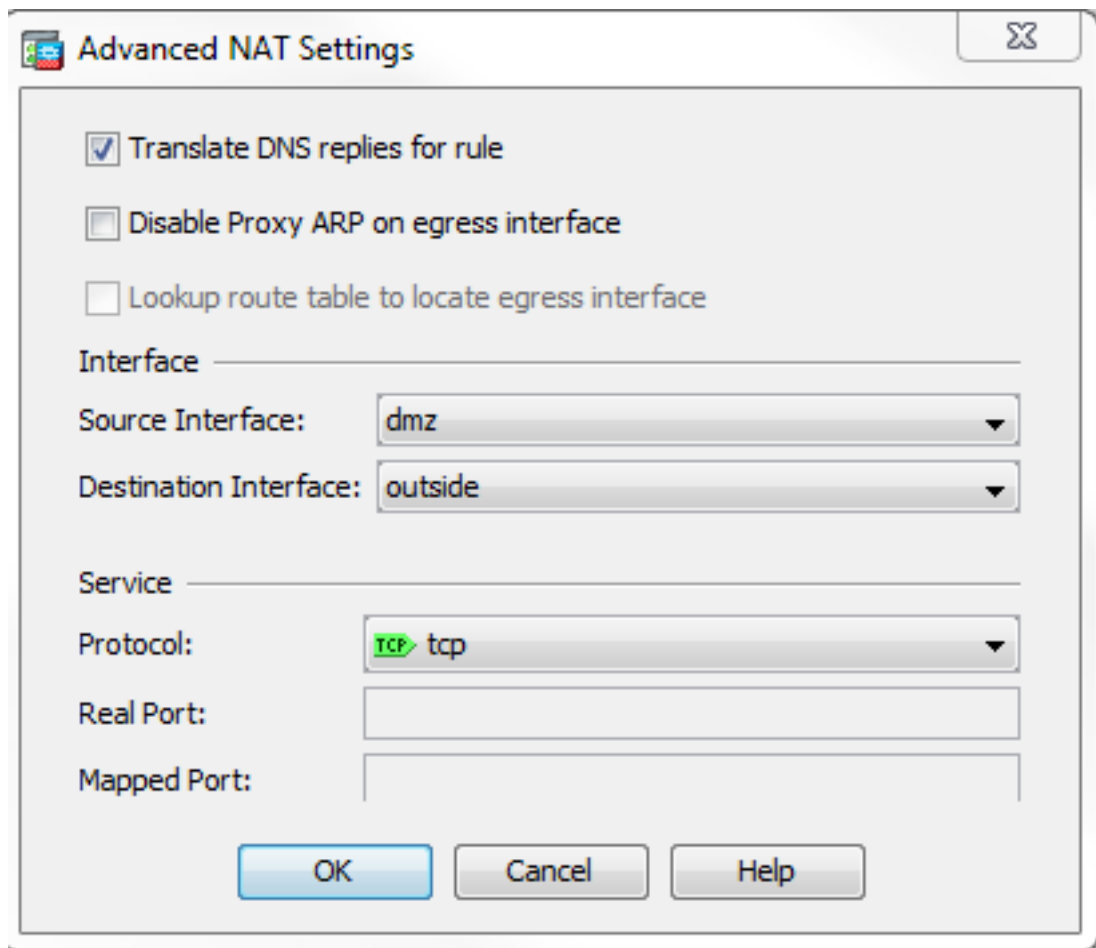 Advanced NAT Settings
Translate DNS replies for rule
Disable Proxy ARP on egress interface
Lookup route table to locate egress interface
Interface
Source Interface: dmz
Destination Interface: outside
Service
Protocol: TCP tcp
Real Port:
Mapped Port:
OK Cancel Help